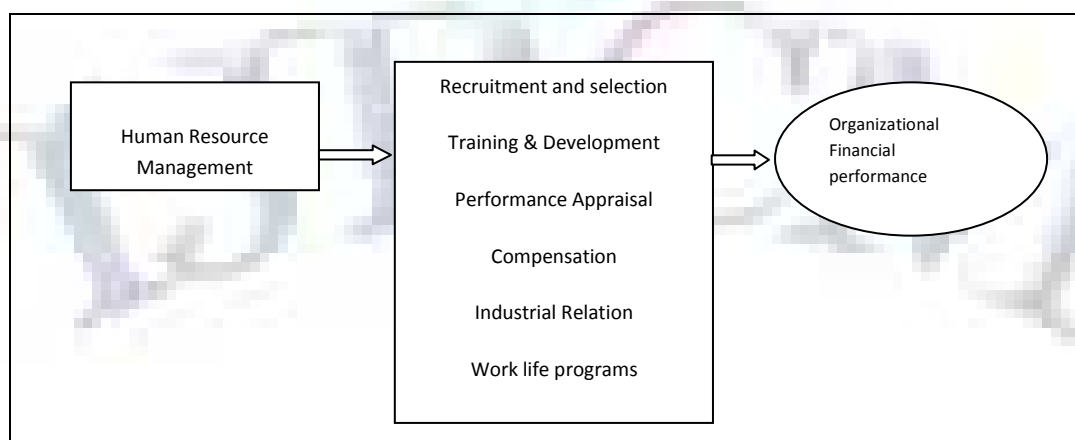 Human Resource
Management
Recruitment and selection
Training & Development
Performance Appraisal
Compensation
Industrial Relation
Work life programs
Organizational
Financial
performance